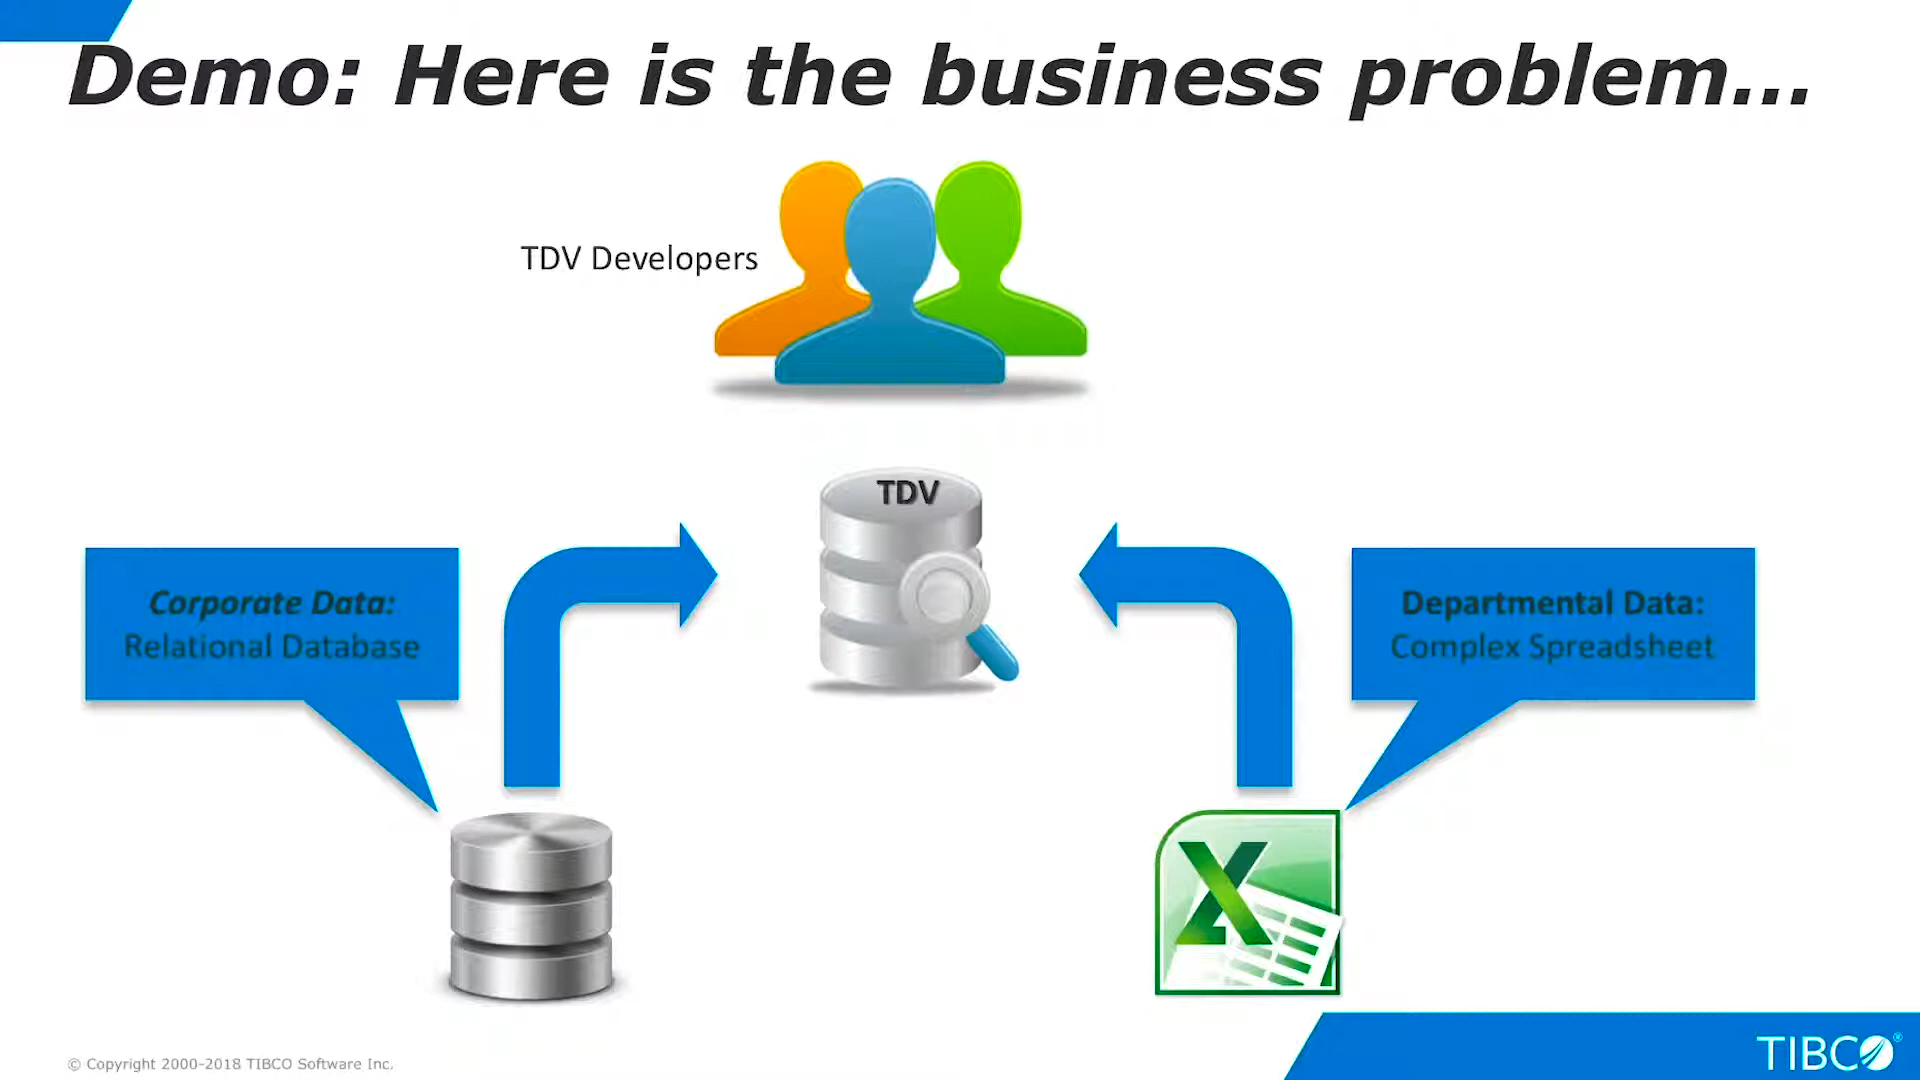 Demo: Here is the business problem...
TDV Developers
TDV
Corporate Data:
Relational Database
Departmental Data:
Complex Spreadsheet
© Copyright 2000-2018 TIBCO Software Inc.
TIBCO®